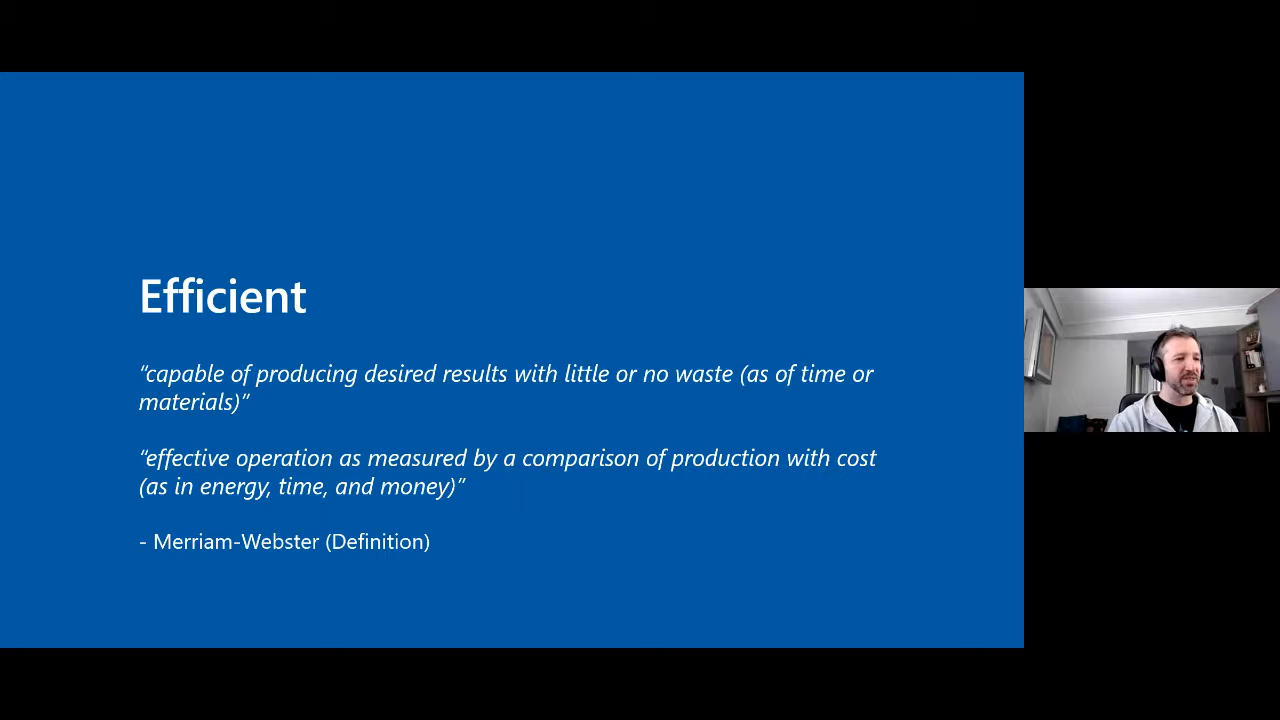 Efficient
“capable of producing desired results with little or no waste (as of time or
materials)”
“effective operation as measured by a comparison of production with cost
(as in energy, time, and money)”
- Merriam-Webster (Definition)